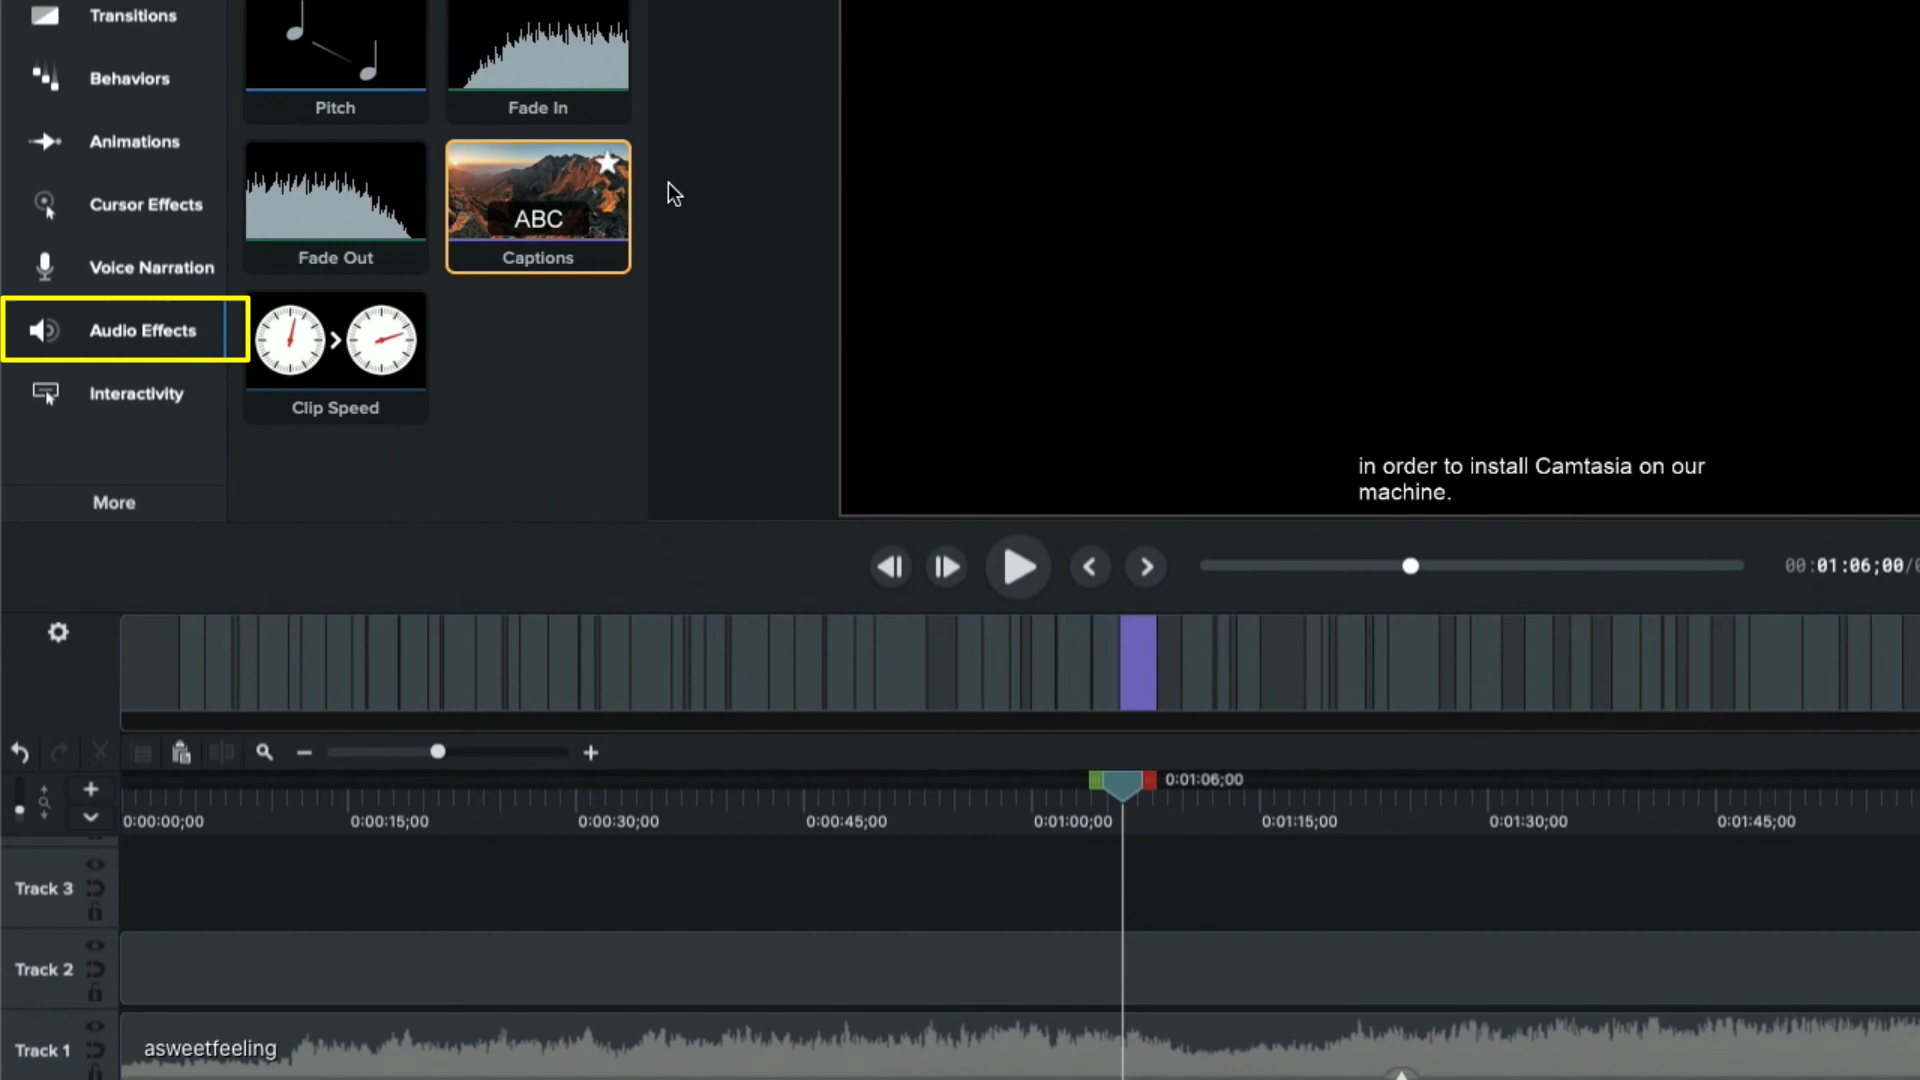 Transitions
Behaviors
Animations
Cursor Effects
Voice Narration
Audio Effects
Interactivity
More
Pitch
Fade In
Fade Out
ABC
Captions
Clip Speed
in order to install Camtasia on our
machine.
00:01:06;00/
0:01:06;00
0:00:00;00
0:00:15;00
0:00:30;00
0:00:45;00
0:01:00;00
0:01:15;00
0:01:30;00
0:01:45;00
Track 3
Track 2
Track 1
asweetfeeling